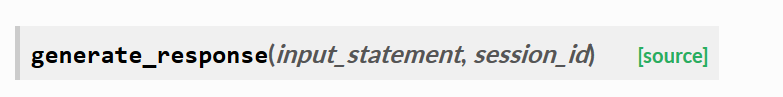 generate_response(input_statement, session_id) [source]